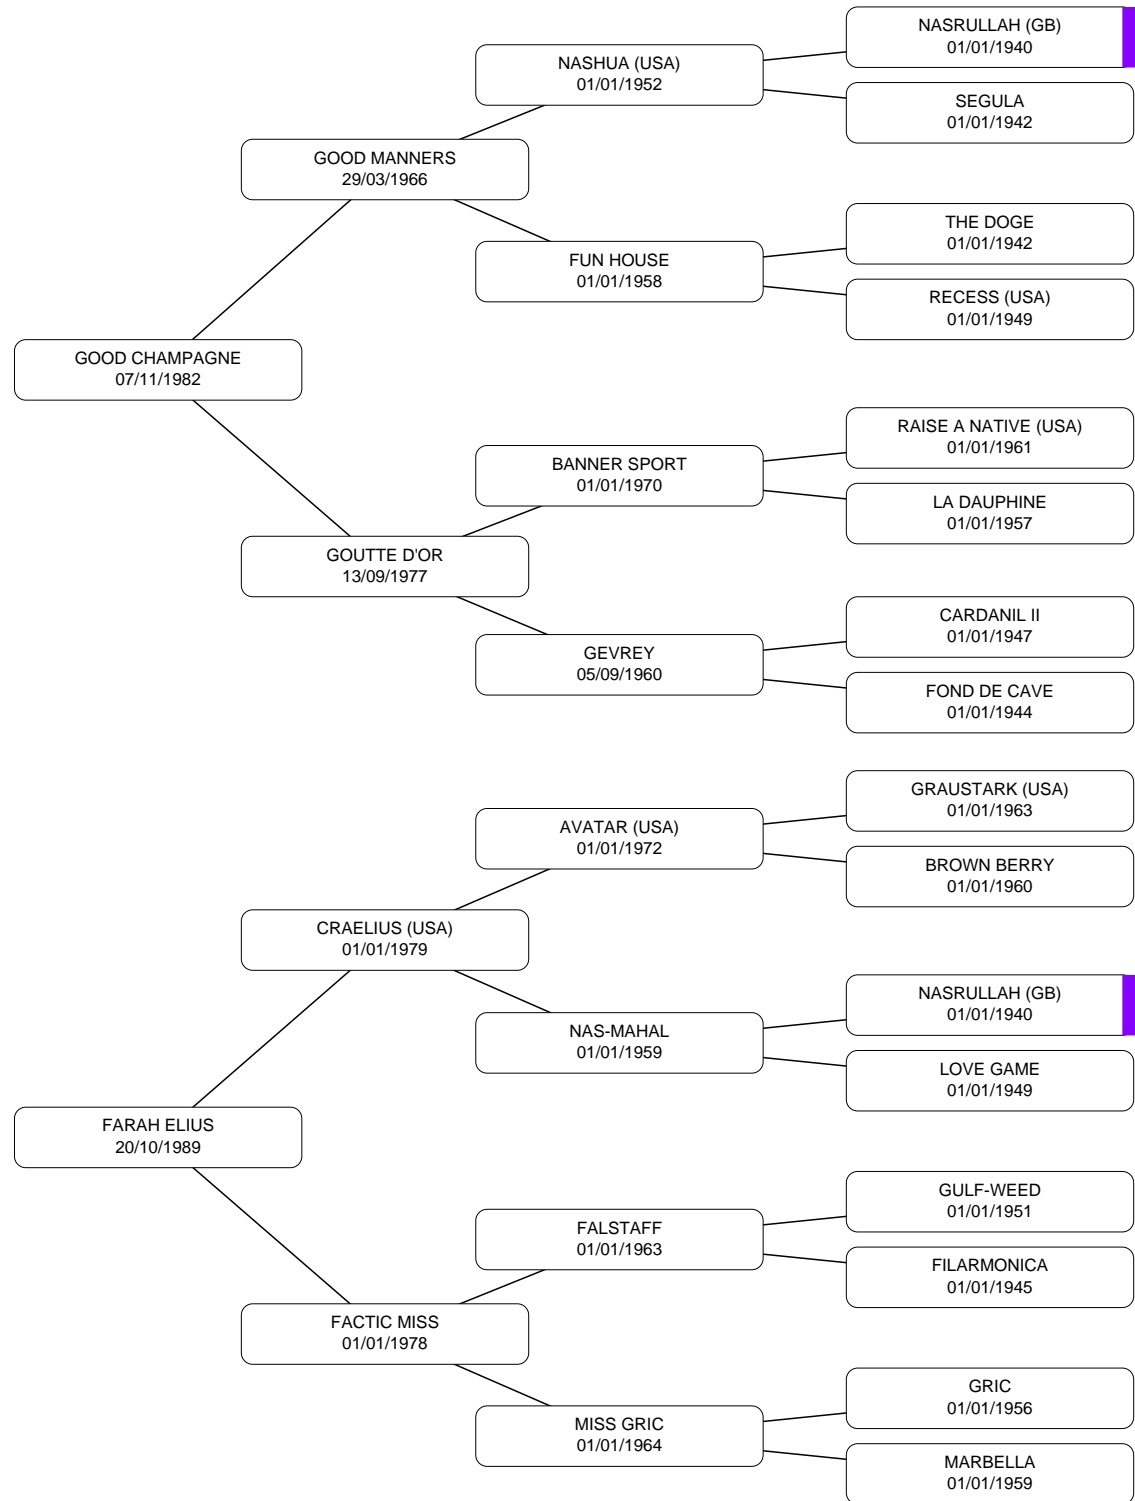 NASRULLAH (GB)
01/01/1940
NASHUA (USA)
01/01/1952
SEGULA
01/01/1942
GOOD MANNERS
29/03/1966
THE DOGE
01/01/1942
FUN HOUSE
01/01/1958
RECESS (USA)
01/01/1949
GOOD CHAMPAGNE
07/11/1982
RAISE A NATIVE (USA)
01/01/1961
BANNER SPORT
01/01/1970
LA DAUPHINE
01/01/1957
GOUTTE D'OR
13/09/1977
CARDANIL II
01/01/1947
GEVREY
05/09/1960
FOND DE CAVE
01/01/1944
GRAUSTARK (USA)
01/01/1963
AVATAR (USA)
01/01/1972
BROWN BERRY
01/01/1960
CRAELIUS (USA)
01/01/1979
NASRULLAH (GB)
01/01/1940
NAS-MAHAL
01/01/1959
LOVE GAME
01/01/1949
FARAH ELIUS
20/10/1989
GULF-WEED
01/01/1951
FALSTAFF
01/01/1963
FILARMONICA
01/01/1945
FACTIC MISS
01/01/1978
GRIC
01/01/1956
MISS GRIC
01/01/1964
MARBELLA
01/01/1959